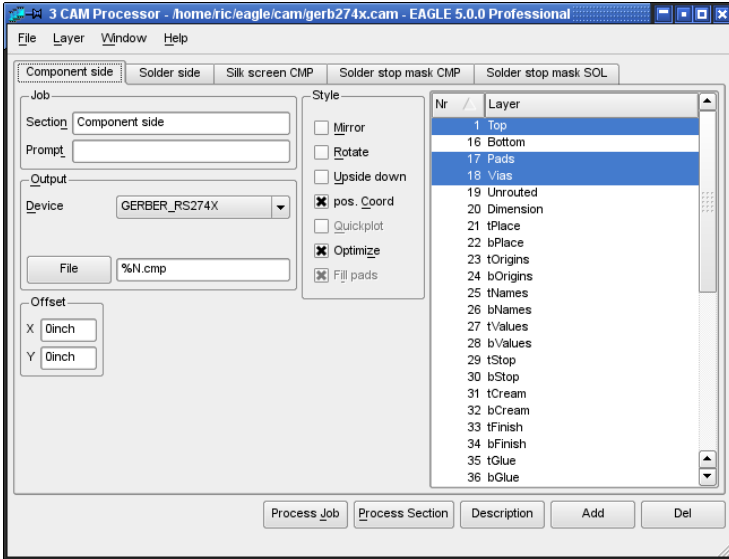 3 CAM Processor - /home/ric/eagle/cam/gerb274x.cam - EAGLE 5.0.0 Professional
File Layer Window Help
Component side Solder side Silk screen CMP Solder stop mask CMP Solder stop mask SOL
Job
Section Component side
Prompt
Output
Device GERBER_RS274X
File %N.cmp
Offset
X 0inch
Y 0inch
Style
Mirror
Rotate
Upside down
pos. Coord
Quickplot
Optimize
Fill pads
Nr Layer
1 Top
16 Bottom
17 Pads
18 Vias
19 Unrouted
20 Dimension
21 tPlace
22 bPlace
23 tOrigins
24 bOrigins
25 tNames
26 bNames
27 tValues
28 bValues
29 tStop
30 bStop
31 tCream
32 bCream
33 tFinish
34 bFinish
35 tGlue
36 bGlue
Process Job Process Section Description Add Del